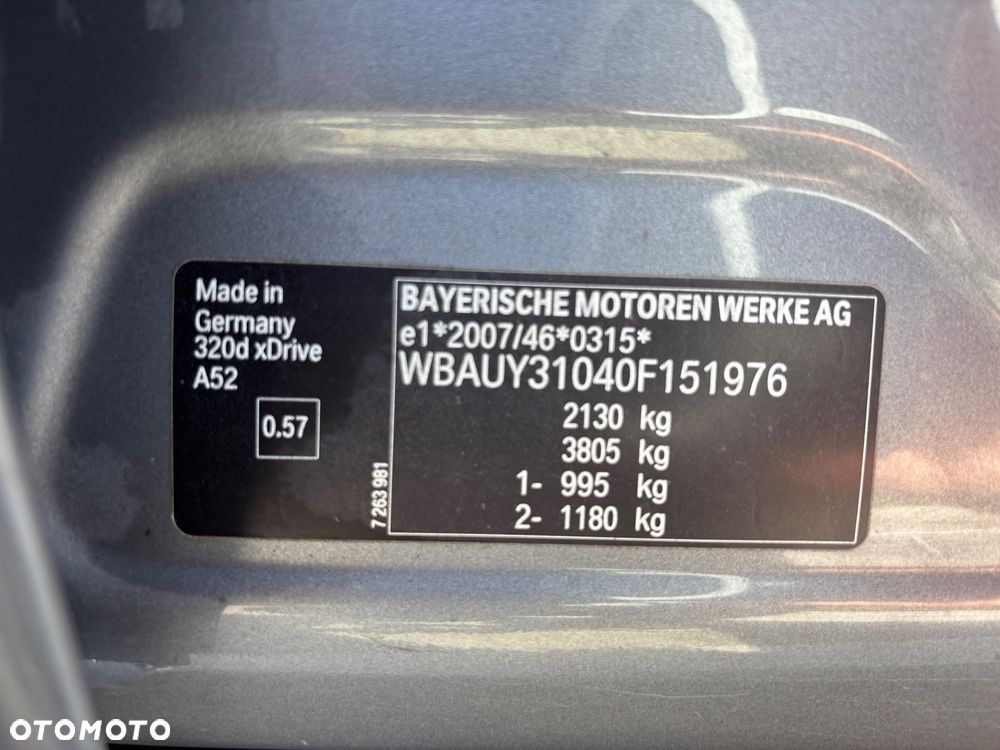 Made in
Germany
320d xDrive
A52
0.57
7 263 981
BAYERISCHE MOTOREN WERKE AG
e1*2007/46*0315*
WBAUY31040F151976
2130 kg
3805 kg
1- 995 kg
2- 1180 kg
OTOMOTO